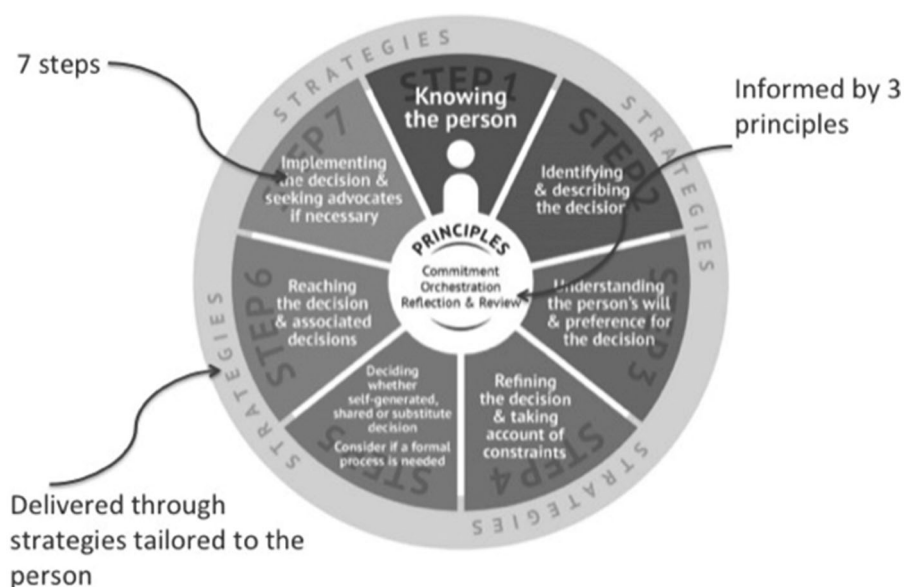 7 steps
Informed by 3
principles
Delivered through
strategies tailored to the
person
STRATEGIES
STRATEGIES
STRATEGIES
STRATEGIES
STEP 1
Knowing
the person
STEP 2
Identifying
& describing
the decision
STEP 3
Understanding
the person's will
& preference for
the decision
STEP 4
Refining
the decision
& taking
account of
constraints
STEP 5
Deciding
whether
self-generated,
shared or substitute
decision
Consider if a formal
process is needed
STEP 6
Reaching
the decision
& associated
decisions
STEP 7
Implementing
the decision &
seeking advocates
if necessary
PRINCIPLES
Commitment
Orchestration
Reflection & Review